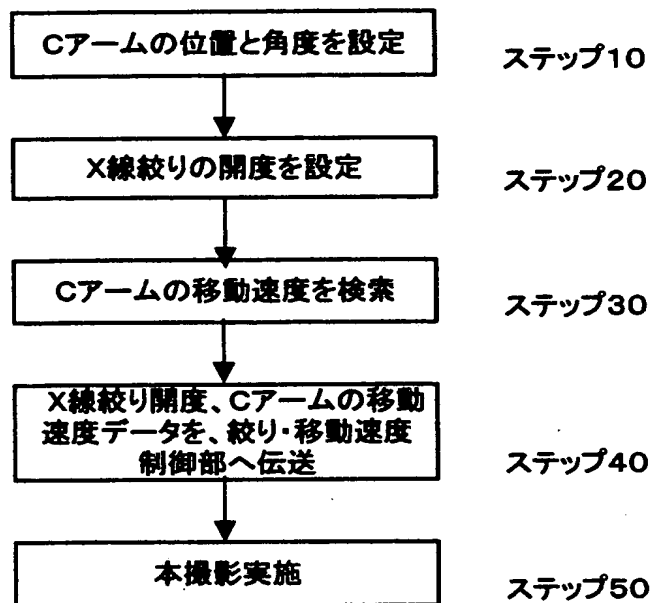 Cアームの位置と角度を設定
ステップ10
X線絞りの開度を設定
ステップ20
Cアームの移動速度を検索
ステップ30
X線絞り開度、Cアームの移動
速度データを、絞り・移動速度
制御部へ伝送
ステップ40
本撮影実施
ステップ50